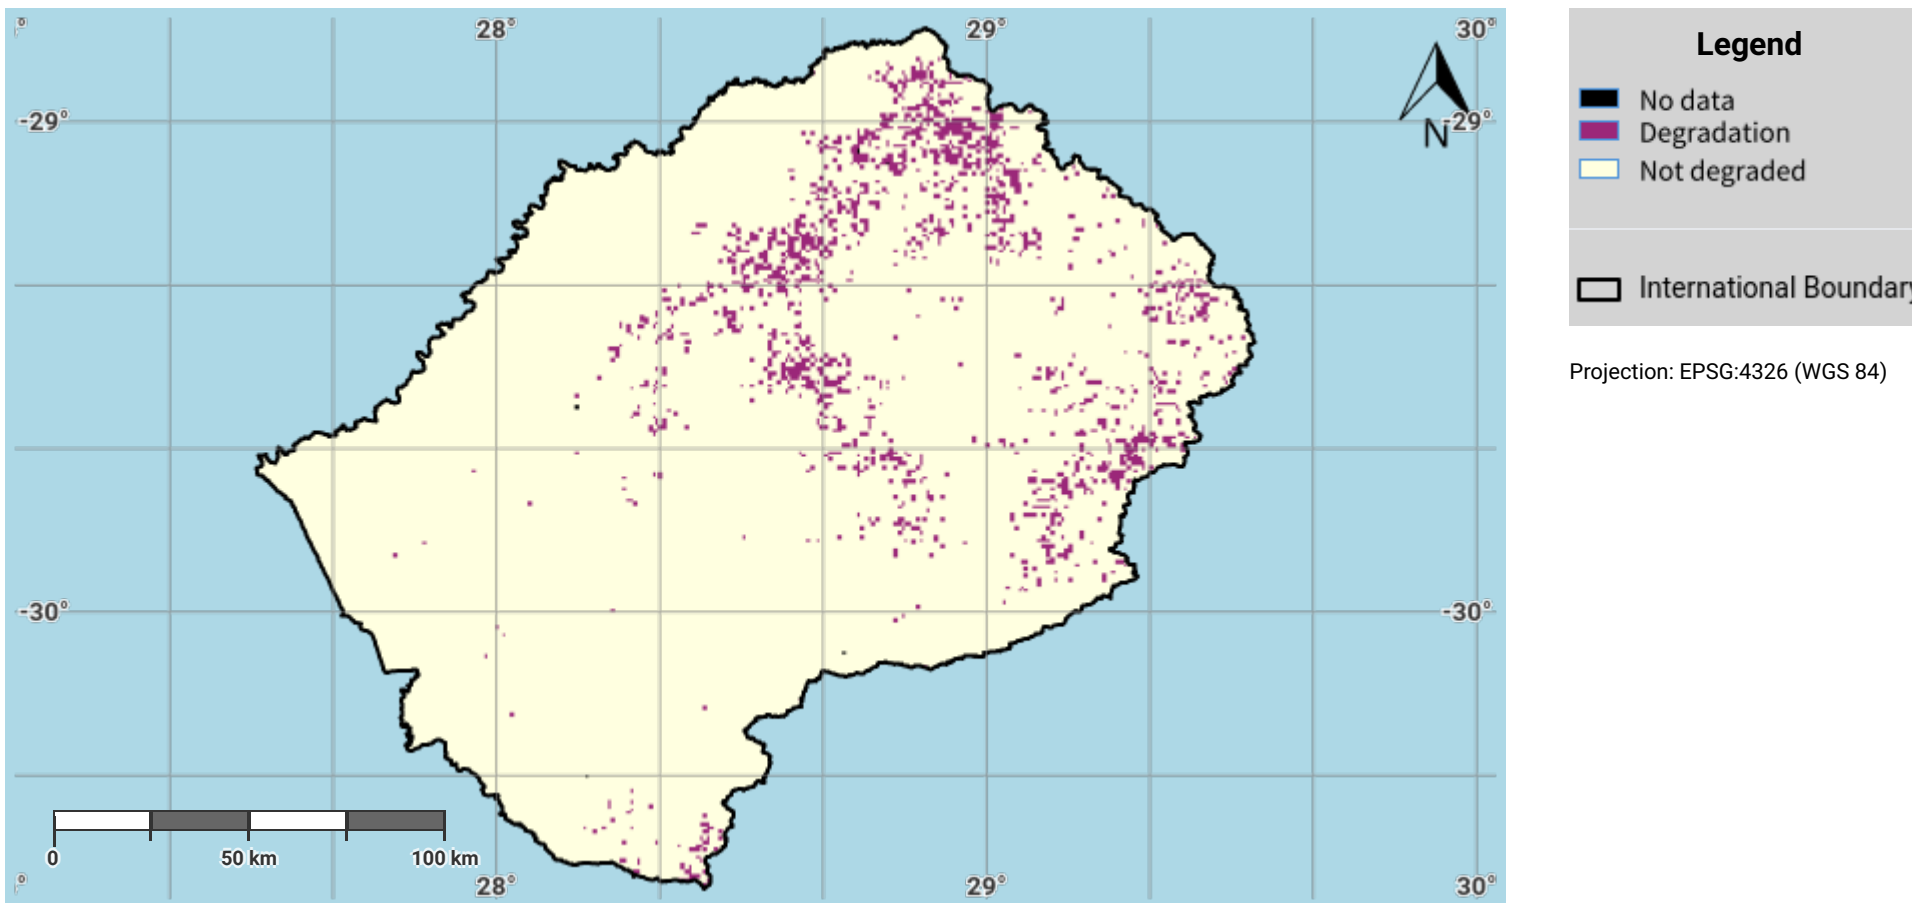 ° 28° 29° 30°
-29° -29°
N
-30° -30°
0 50 km 100 km
° 28° 29° 30°
Legend
No data
Degradation
Not degraded
International Boundary
Projection: EPSG:4326 (WGS 84)